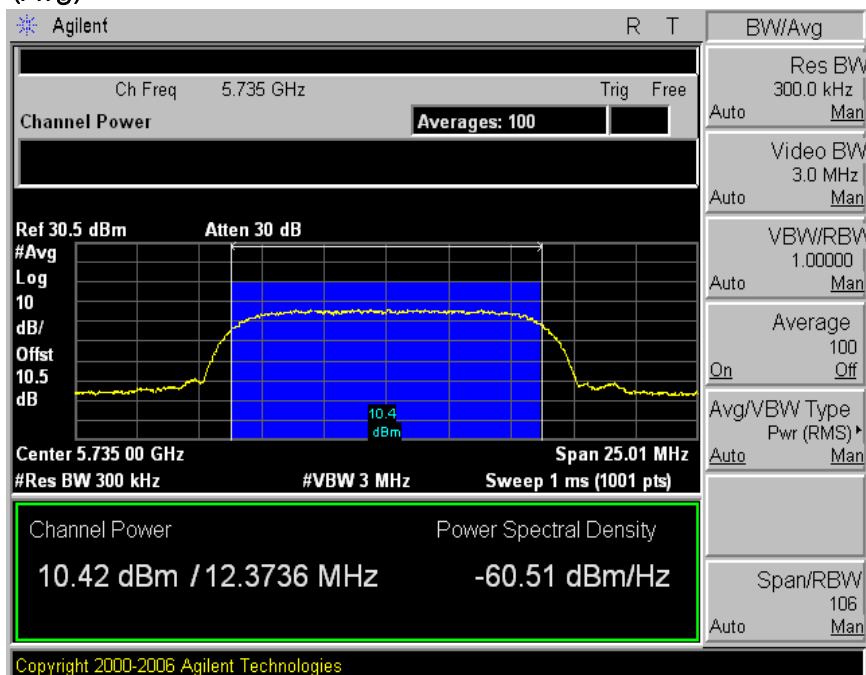 (Avg)
Agilent R T
BW/Avg
Ch Freq 5.735 GHz Trig Free
Channel Power Averages: 100
Ref 30.5 dBm Atten 30 dB
#Avg
Log
10
dB/
Offst
10.5
dB
10.4
dBm
Center 5.735 00 GHz Span 25.01 MHz
#Res BW 300 kHz #VBW 3 MHz Sweep 1 ms (1001 pts)
Channel Power Power Spectral Density
10.42 dBm / 12.3736 MHz -60.51 dBm/Hz
Copyright 2000-2006 Agilent Technologies
Res BW
300.0 kHz
Auto Man
Video BW
3.0 MHz
Auto Man
VBW/RBW
1.00000
Auto Man
Average
100
On Off
Avg/VBW Type
Pwr (RMS)
Auto Man
Span/RBW
106
Auto Man